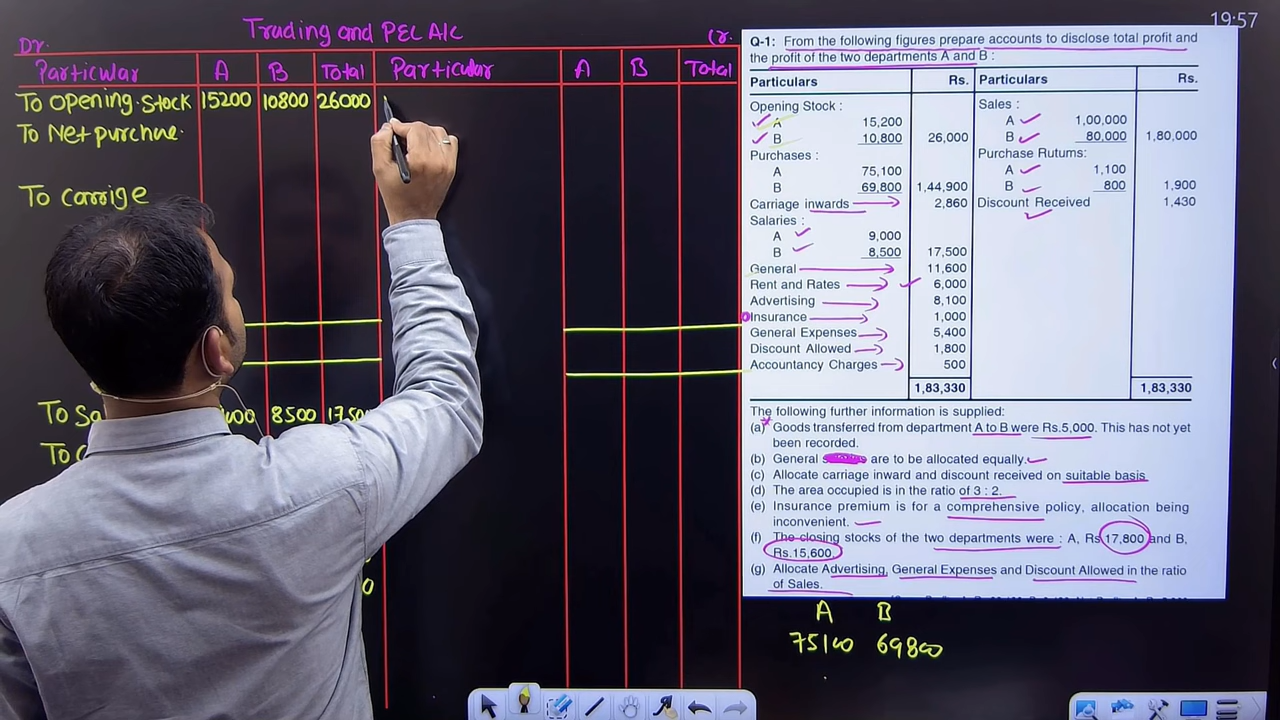 19:57
Trading and P&L A/c
Dr.
(r.
Particular A B Total Particular A B Total
To Opening Stock 15200 10800 26000
To Net purchae.
To Carrige
To Sa 8500
Q-1: From the following figures prepare accounts to disclose total profit and
the profit of the two departments A and B :
Particulars Rs. Particulars Rs.
Opening Stock : Sales :
A 15,200 A 1,00,000
B 10,800 26,000 B 80,000 1,80,000
Purchases : Purchase Ruturns:
A 75,100 A 1,100
B 69,800 1,44,900 B 800 1,900
Carriage inwards 2,860 Discount Received 1,430
Salaries :
A 9,000
B 8,500 17,500
General 11,600
Rent and Rates 6,000
Advertising 8,100
Insurance 1,000
General Expenses 5,400
Discount Allowed 1,800
Accountancy Charges 500
1,83,330 1,83,330
The following further information is supplied:
(a) Goods transferred from department A to B were Rs.5,000. This has not yet
been recorded.
(b) General are to be allocated equally.
(c) Allocate carriage inward and discount received on suitable basis
(d) The area occupied is in the ratio of 3 : 2.
(e) Insurance premium is for a comprehensive policy, allocation being
inconvenient.
(f) The closing stocks of the two departments were : A, Rs 17,800 and B,
Rs.15,600.
(g) Allocate Advertising, General Expenses and Discount Allowed in the ratio
of Sales.
A B
75100 69800